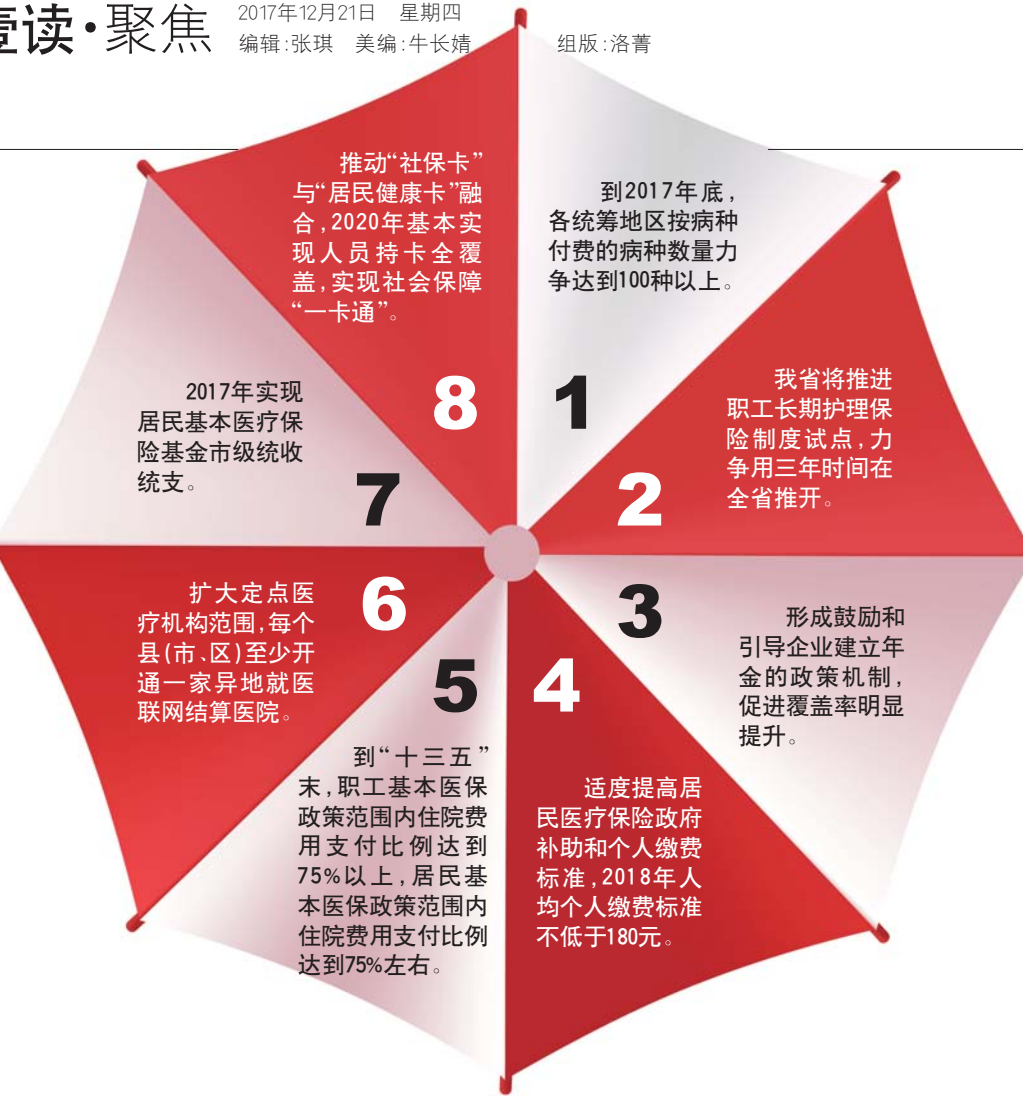 读·聚焦
2017年12月21日 星期四
编辑:张琪 美编:牛长婧 组版:洛菁
到2017年底,
各统筹地区按病种
付费的病种数量力
争达到100种以上。
1
我省将推进
职工长期护理保
险制度试点,力
争用三年时间在
全省推开。
2
形成鼓励和
引导企业建立年
金的政策机制,
促进覆盖率明显
提升。
3
适度提高居
民医疗保险政府
补助和个人缴费
标准,2018年人
均个人缴费标准
不低于180元。
4
到“十三五”
末,职工基本医保
政策范围内住院费
用支付比例达到
75%以上,居民基
本医保政策范围内
住院费用支付比例
达到75%左右。
5
扩大定点医
疗机构范围,每个
县(市、区)至少开
通一家异地就医
联网结算医院。
6
2017年实现
居民基本医疗保
险基金市级统收
统支。
7
推动“社保卡”
与“居民健康卡”融
合,2020年基本实
现人员持卡全覆
盖,实现社会保障
“一卡通”。
8